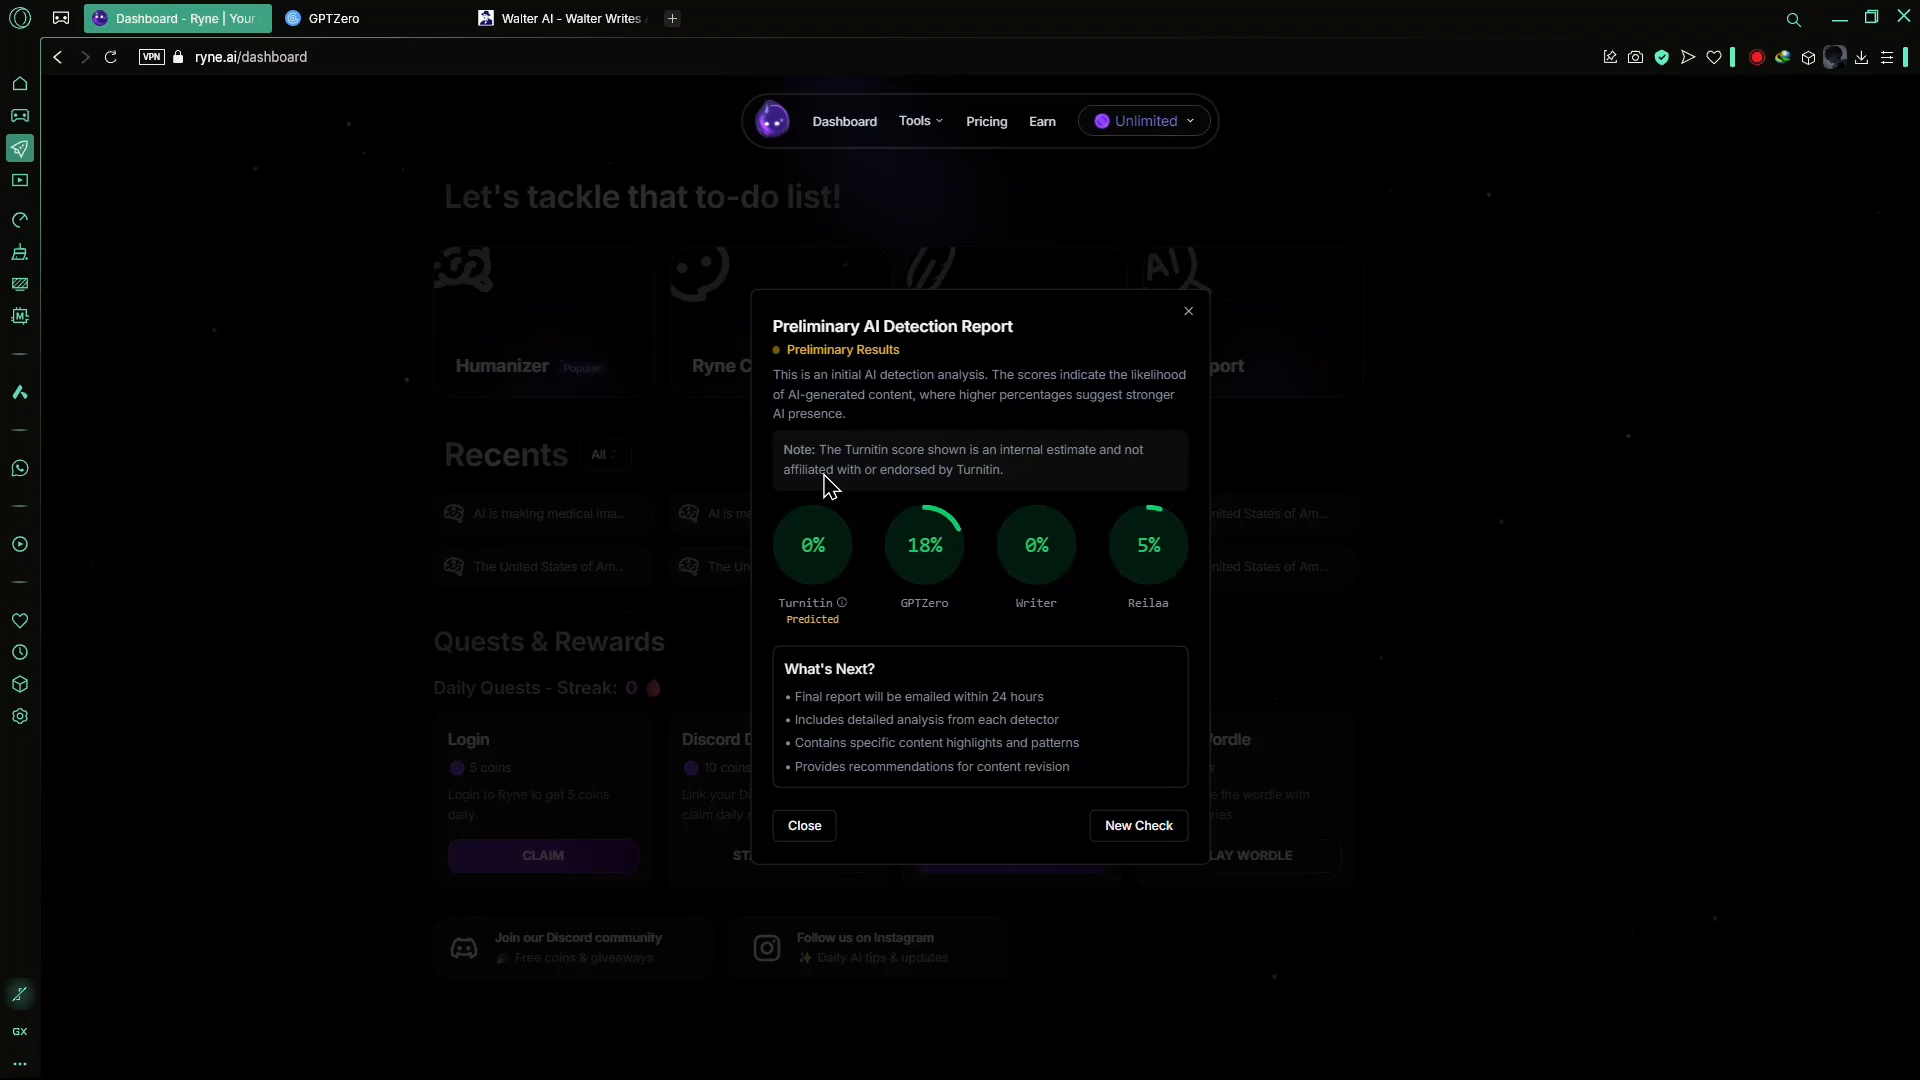 Dashboard - Ryne | Your
GPTZero
Walter AI - Walter Writes
VPN
ryne.ai/dashboard
Dashboard
Tools
Pricing
Earn
Unlimited
Let's tackle that to-do list!
Humanizer
Popular
Ryne C
AI
port
Preliminary AI Detection Report
Preliminary Results
This is an initial AI detection analysis. The scores indicate the likelihood
of AI-generated content, where higher percentages suggest stronger
AI presence.
Note: The Turnitin score shown is an internal estimate and not
affiliated with or endorsed by Turnitin.
Recents
All
AI is making medical ima...
AI is ma
nited States of Am...
The United States of Am...
The Un
nited States of Am...
0%
18%
0%
5%
Turnitin
GPTZero
Writer
Reilaa
Predicted
What's Next?
• Final report will be emailed within 24 hours
• Includes detailed analysis from each detector
• Contains specific content highlights and patterns
• Provides recommendations for content revision
Close
New Check
Quests & Rewards
Daily Quests - Streak: 0
Login
5 coins
Login to Ryne to get 5 coins
daily.
CLAIM
Discord D
10 coins
Link your Di
claim daily
ST
ordle
e the wordle with
ries
LAY WORDLE
Join our Discord community
Free coins & giveaways
Follow us on Instagram
✨ Daily AI tips & updates
M
GX